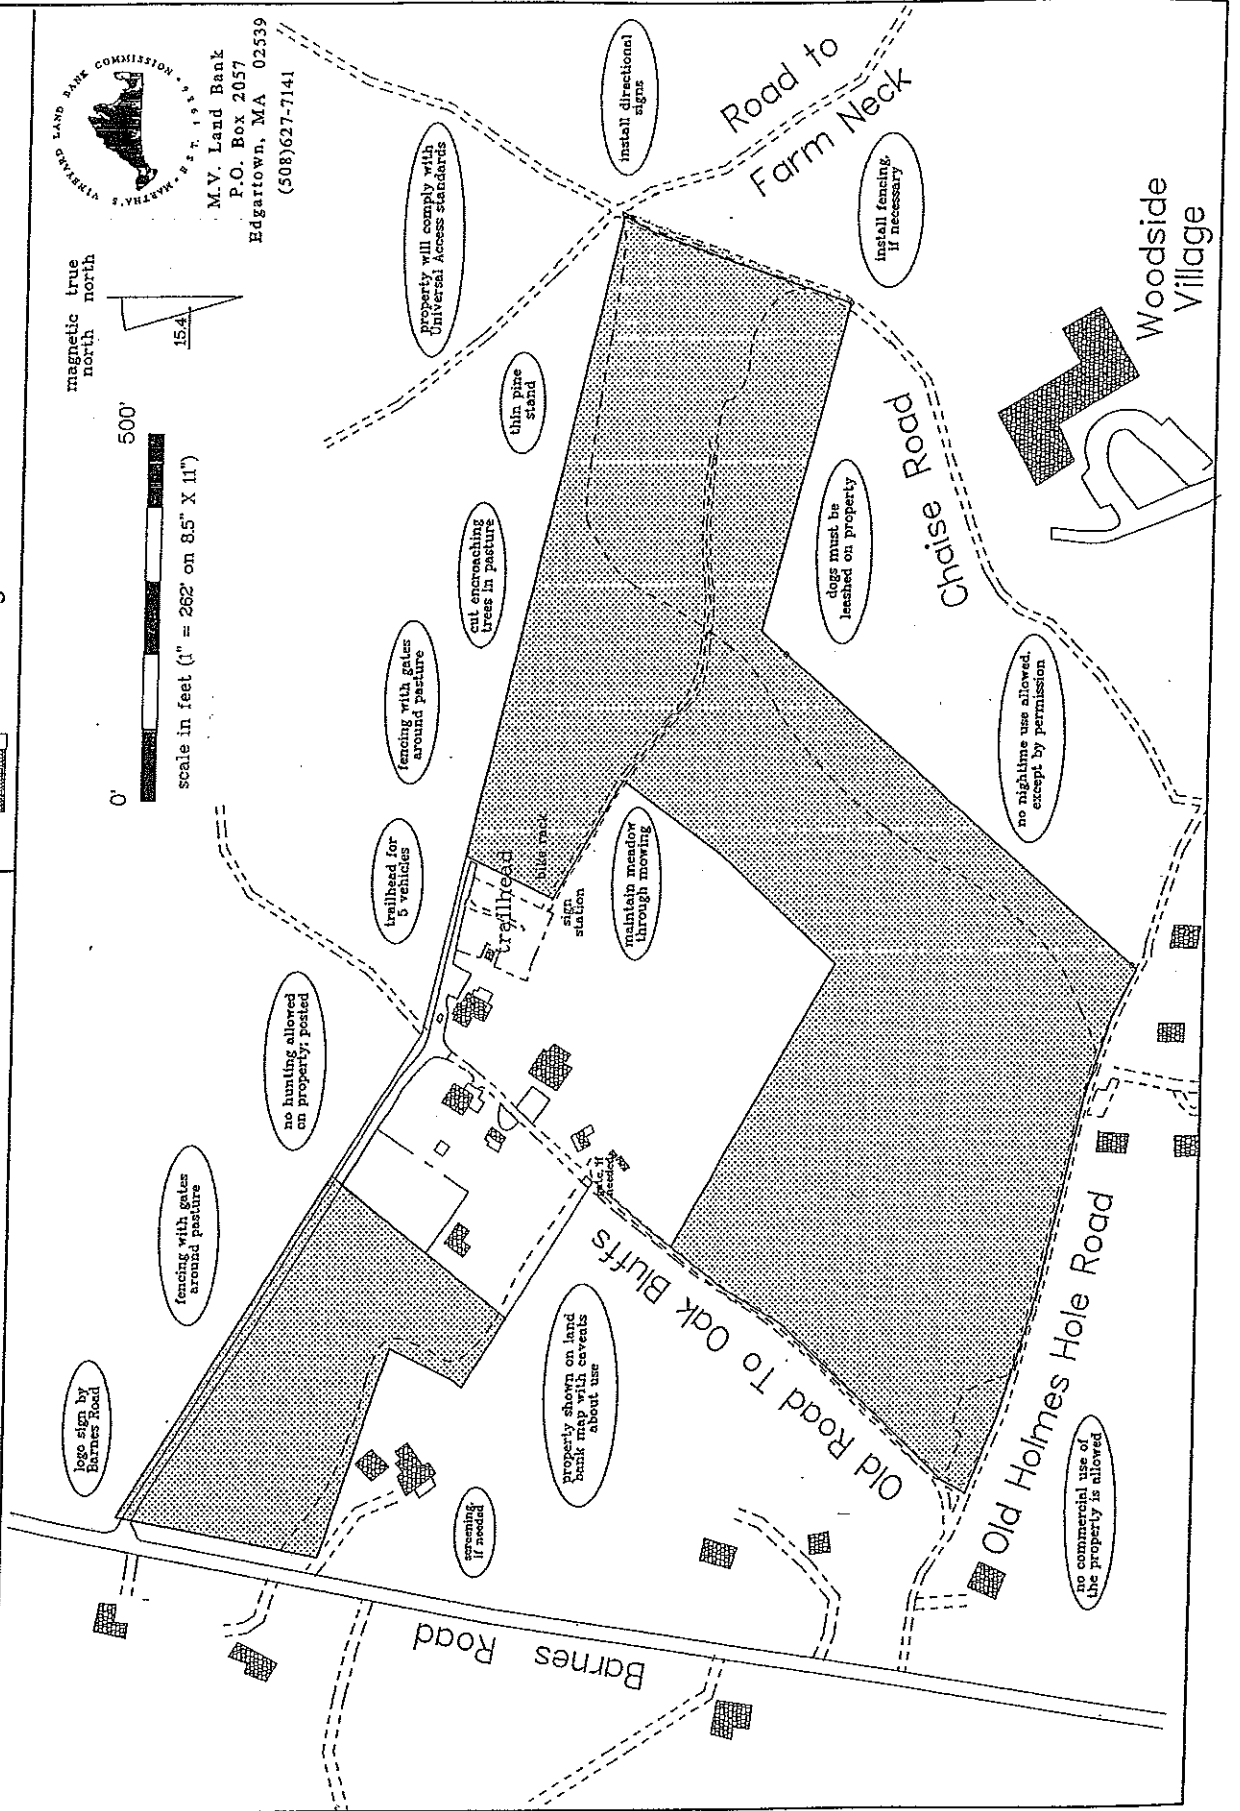 MARTHA'S VINEYARD LAND BANK COMMISSION • EST. 1986 •
M.V. Land Bank
P.O. Box 2057
Edgartown, MA 02539
(508)627-7141
magnetic true
north north
15.4
0' 500'
scale in feet (1" = 262' on 8.5" X 11")
logo sign by
Barnes Road
fencing with gates
around pasture
no hunting allowed
on property; posted
trailhead for
5 vehicles
fencing with gates
around pasture
cut encroaching
trees in pasture
thin pine
stand
property will comply with
Universal Access standards
install directional
signs
Road to
Farm Neck
install fencing,
if necessary
Woodside
Village
Chaise Road
dogs must be
leashed on property
no nightime use allowed,
except by permission
trailhead
bike rack
sign
station
maintain meadow
through mowing
gate, if
needed
property shown on land
bank map with caveats
about use
screening,
if needed
Old Road To Oak Bluffs
Old Holmes Hole Road
no commercial use of
the property is allowed
Barnes Road